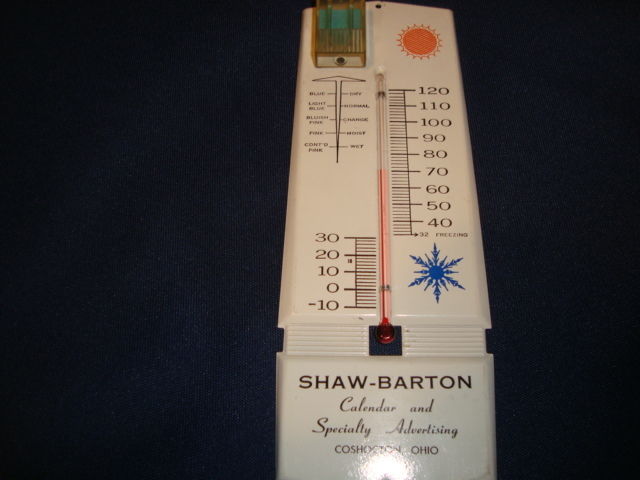 BLUE DRY
LIGHT BLUE NORMAL
BLUISH PINK CHANGE
PINK MOIST
CONT'D PINK WET
120
110
100
90
80
70
60
50
40
32 FREEZING
30
20
10
0
-10
SHAW-BARTON
Calendar and
Specialty Advertising
COSHOCTON, OHIO